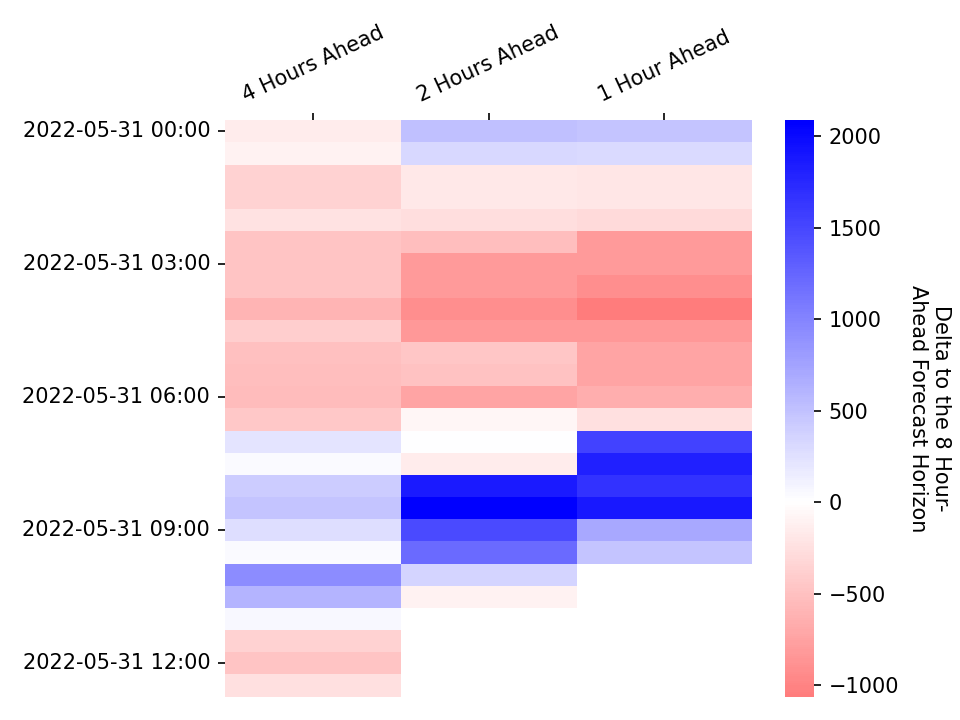 4 Hours Ahead
2 Hours Ahead
1 Hour Ahead
2022-05-31 00:00
2022-05-31 03:00
2022-05-31 06:00
2022-05-31 09:00
2022-05-31 12:00
2000
1500
1000
500
0
−500
−1000
Delta to the 8 Hour-
Ahead Forecast Horizon